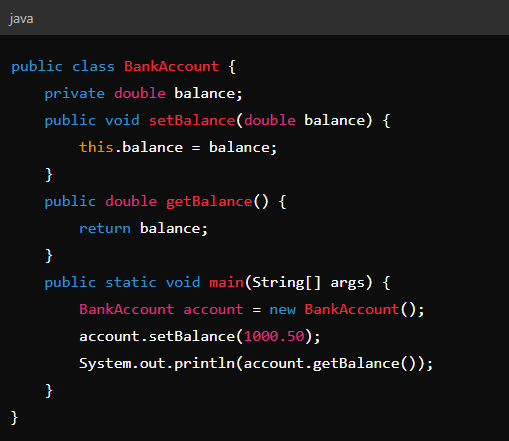 java
public class BankAccount {
    private double balance;
    public void setBalance(double balance) {
        this.balance = balance;
    }
    public double getBalance() {
        return balance;
    }
    public static void main(String[] args) {
        BankAccount account = new BankAccount();
        account.setBalance(1000.50);
        System.out.println(account.getBalance());
    }
}